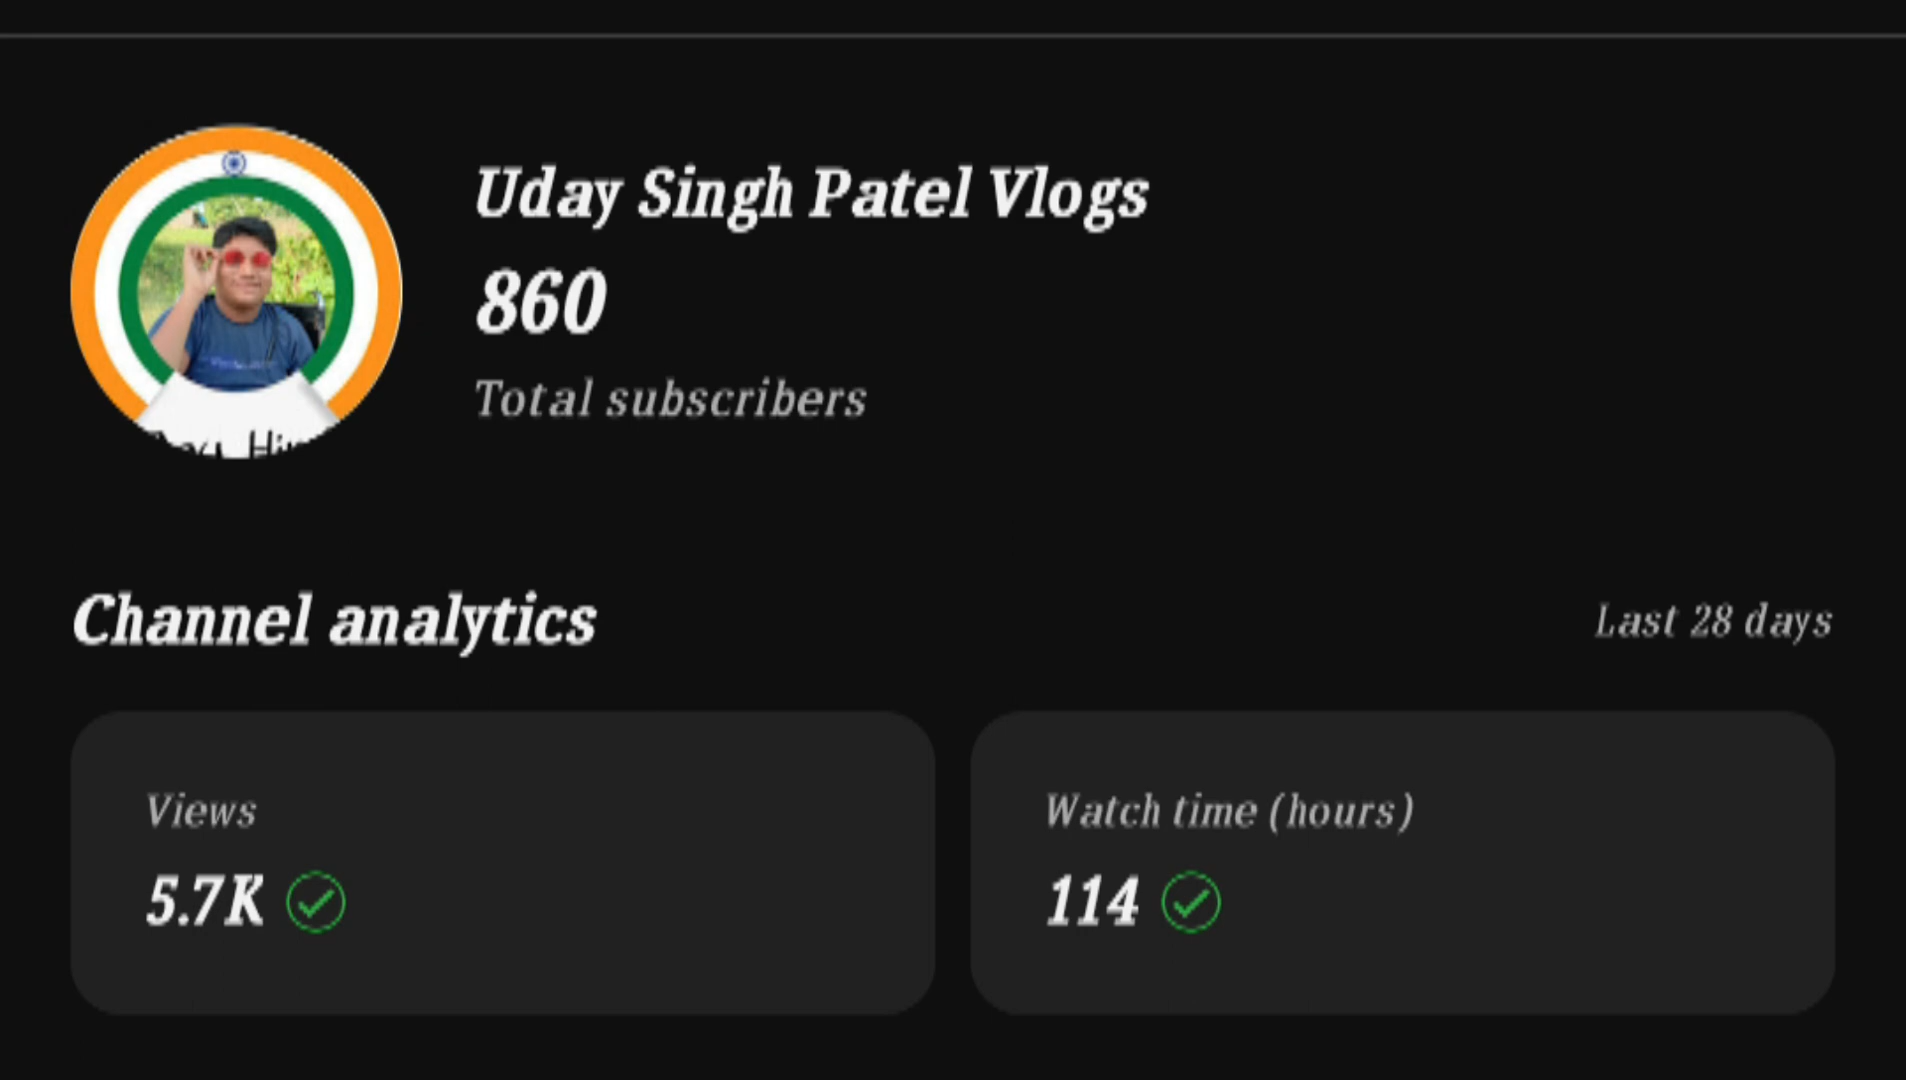 Uday Singh Patel Vlogs
860
Total subscribers
Channel analytics
Last 28 days
Views
5.7K
Watch time (hours)
114